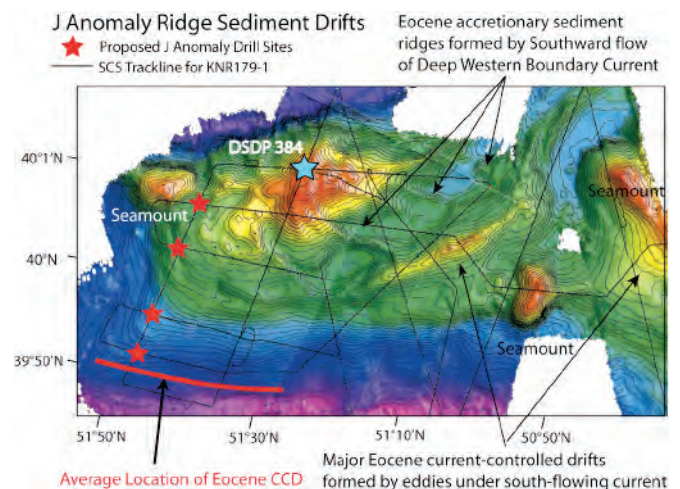 J Anomaly Ridge Sediment Drifts
Proposed J Anomaly Drill Sites
SCS Trackline for KNR179-1
Eocene accretionary sediment
ridges formed by Southward flow
of Deep Western Boundary Current
40°1'N
DSDP 384
Seamount
Seamount
40°N
Seamount
39°50'N
51°50'N
51°30'N
51°10'N
50°50'N
Average Location of Eocene CCD
Major Eocene current-controlled drifts
formed by eddies under south-flowing current